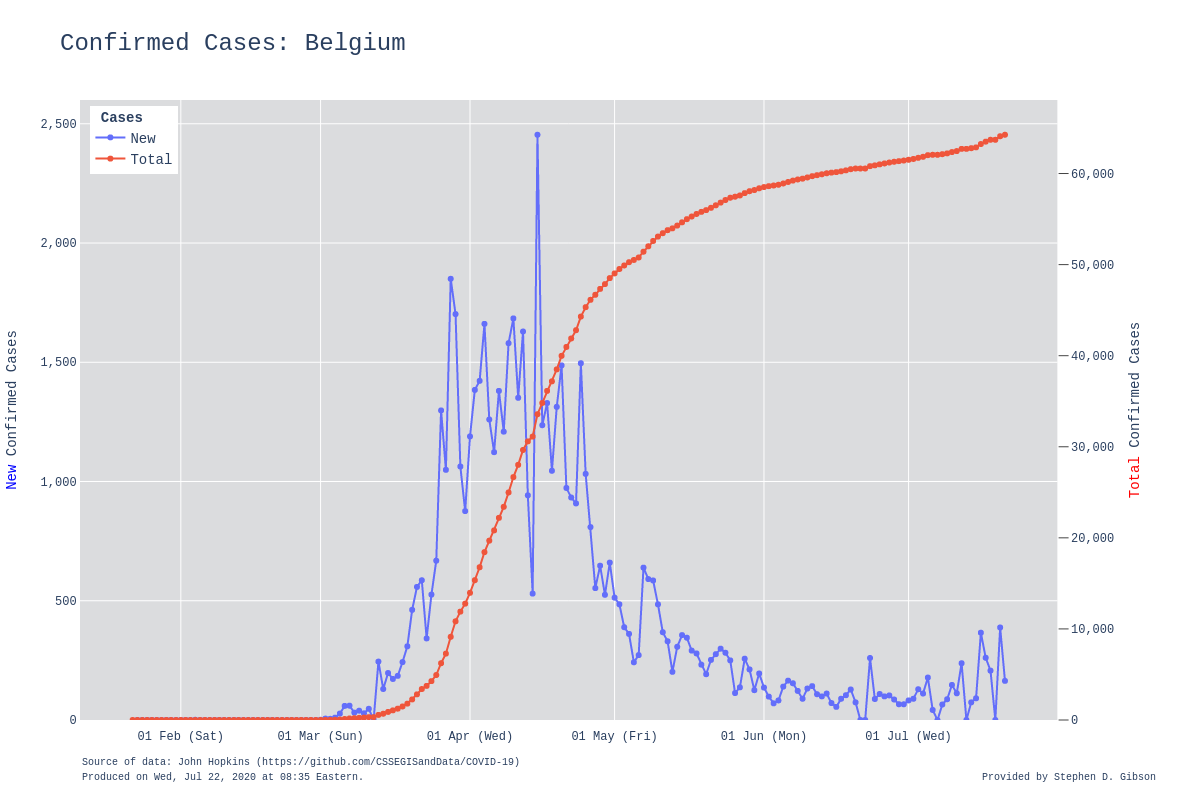 Confirmed Cases: Belgium
Cases
New
Total
2,500
2,000
1,500
1,000
500
0
New Confirmed Cases
60,000
50,000
40,000
30,000
20,000
10,000
0
Total Confirmed Cases
01 Feb (Sat) 01 Mar (Sun) 01 Apr (Wed) 01 May (Fri) 01 Jun (Mon) 01 Jul (Wed)
Source of data: John Hopkins (https://github.com/CSSEGISandData/COVID-19)
Produced on Wed, Jul 22, 2020 at 08:35 Eastern.
Provided by Stephen D. Gibson